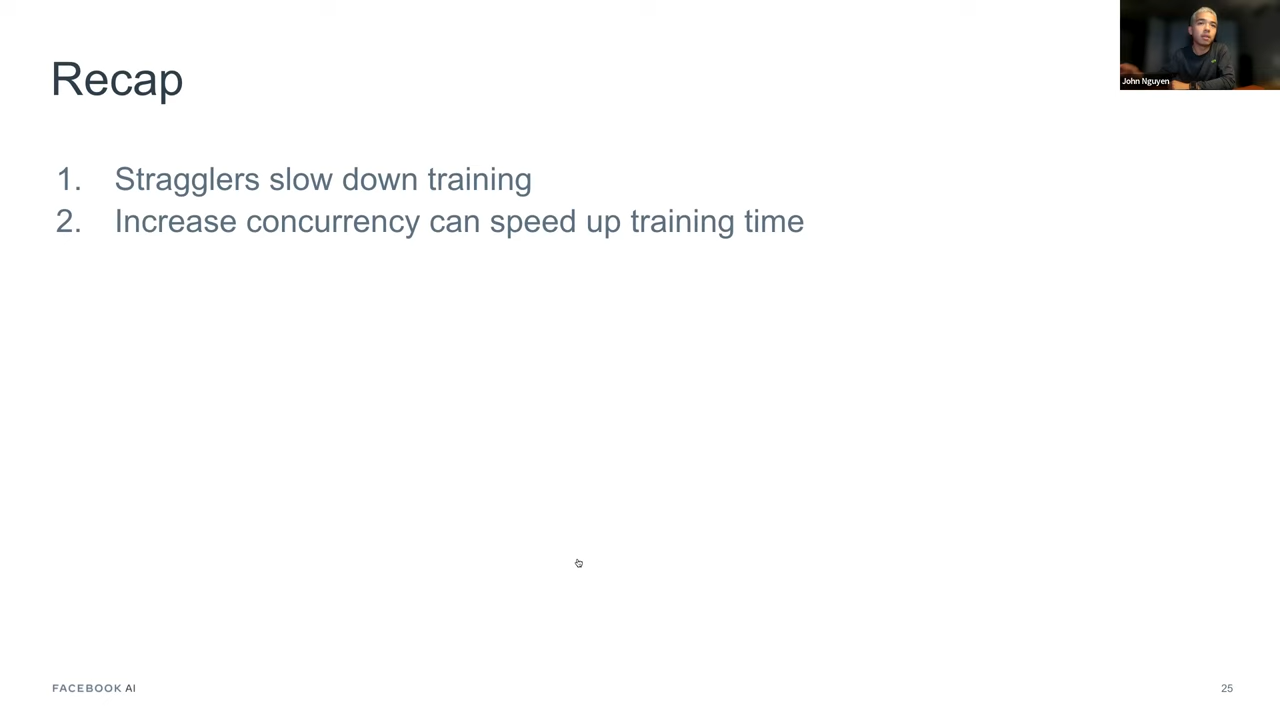 Recap
John Nguyen
1. Stragglers slow down training
2. Increase concurrency can speed up training time
FACEBOOK AI
25